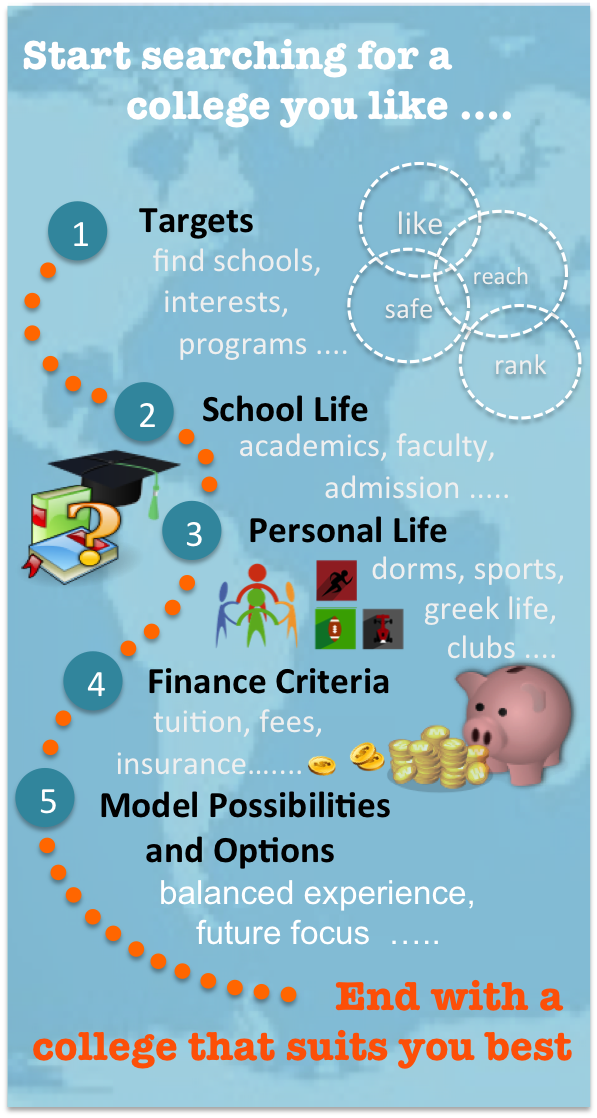 Start searching for a
college you like ....
1
Targets
find schools,
interests,
programs ....
like
reach
safe
rank
2
School Life
academics, faculty,
admission .....
3
Personal Life
dorms, sports,
greek life,
clubs ....
4
Finance Criteria
tuition, fees,
insurance.......
5
Model Possibilities
and Options
balanced experience,
future focus .....
End with a
college that suits you best